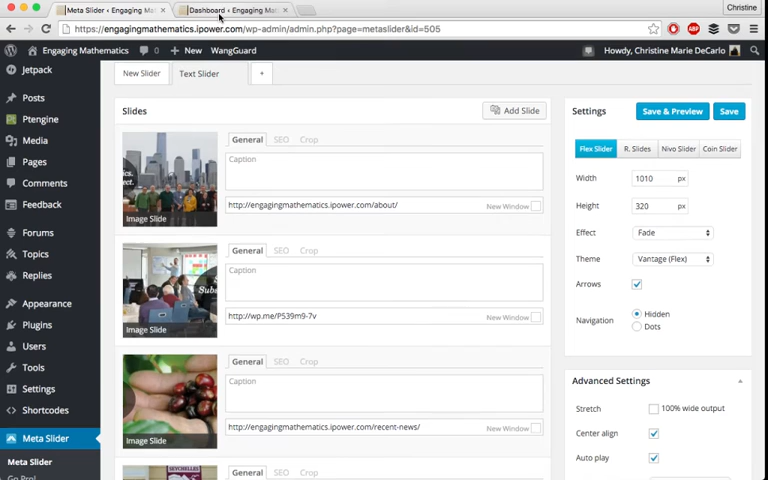 Meta Slider ‹ Engaging Mat
Dashboard ‹ Engaging Mat
Christine
https://engagingmathematics.ipower.com/wp-admin/admin.php?page=metaslider&id=505
Engaging Mathematics
New
WangGuard
Howdy, Christine Marie DeCarlo
Jetpack
Posts
Ptengine
Media
Pages
Comments
Feedback
Forums
Topics
Replies
Appearance
Plugins
Users
Tools
Settings
Shortcodes
Meta Slider
Meta Slider
New Slider
Text Slider
+
Slides
Add Slide
General
SEO
Crop
Caption
http://engagingmathematics.ipower.com/about/
New Window
Image Slide
General
SEO
Crop
Caption
http://wp.me/P539m9-7v
New Window
Image Slide
General
SEO
Crop
Caption
http://engagingmathematics.ipower.com/recent-news/
New Window
Image Slide
SEYCHELLES
General
SEO
Crop
Settings
Save & Preview
Save
Flex Slider
R. Slides
Nivo Slider
Coin Slider
Width
1010
px
Height
320
px
Effect
Fade
Theme
Vantage (Flex)
Arrows
Navigation
Hidden
Dots
Advanced Settings
Stretch
100% wide output
Center align
Auto play